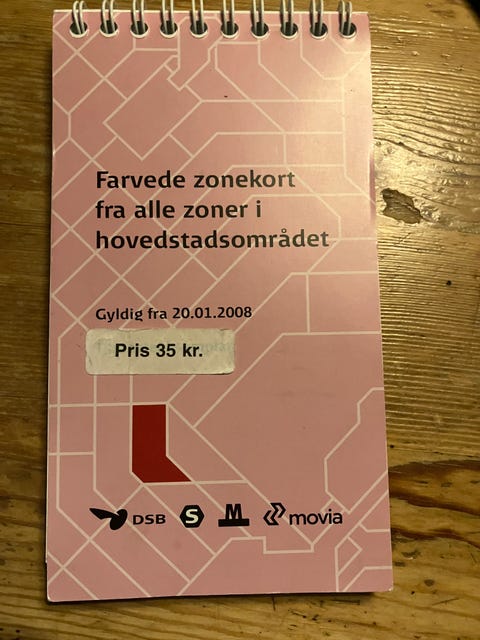 Farvede zonekort
fra alle zoner i
hovedstadsområdet
Gyldig fra 20.01.2008
Pris 35 kr.
DSB S M movia